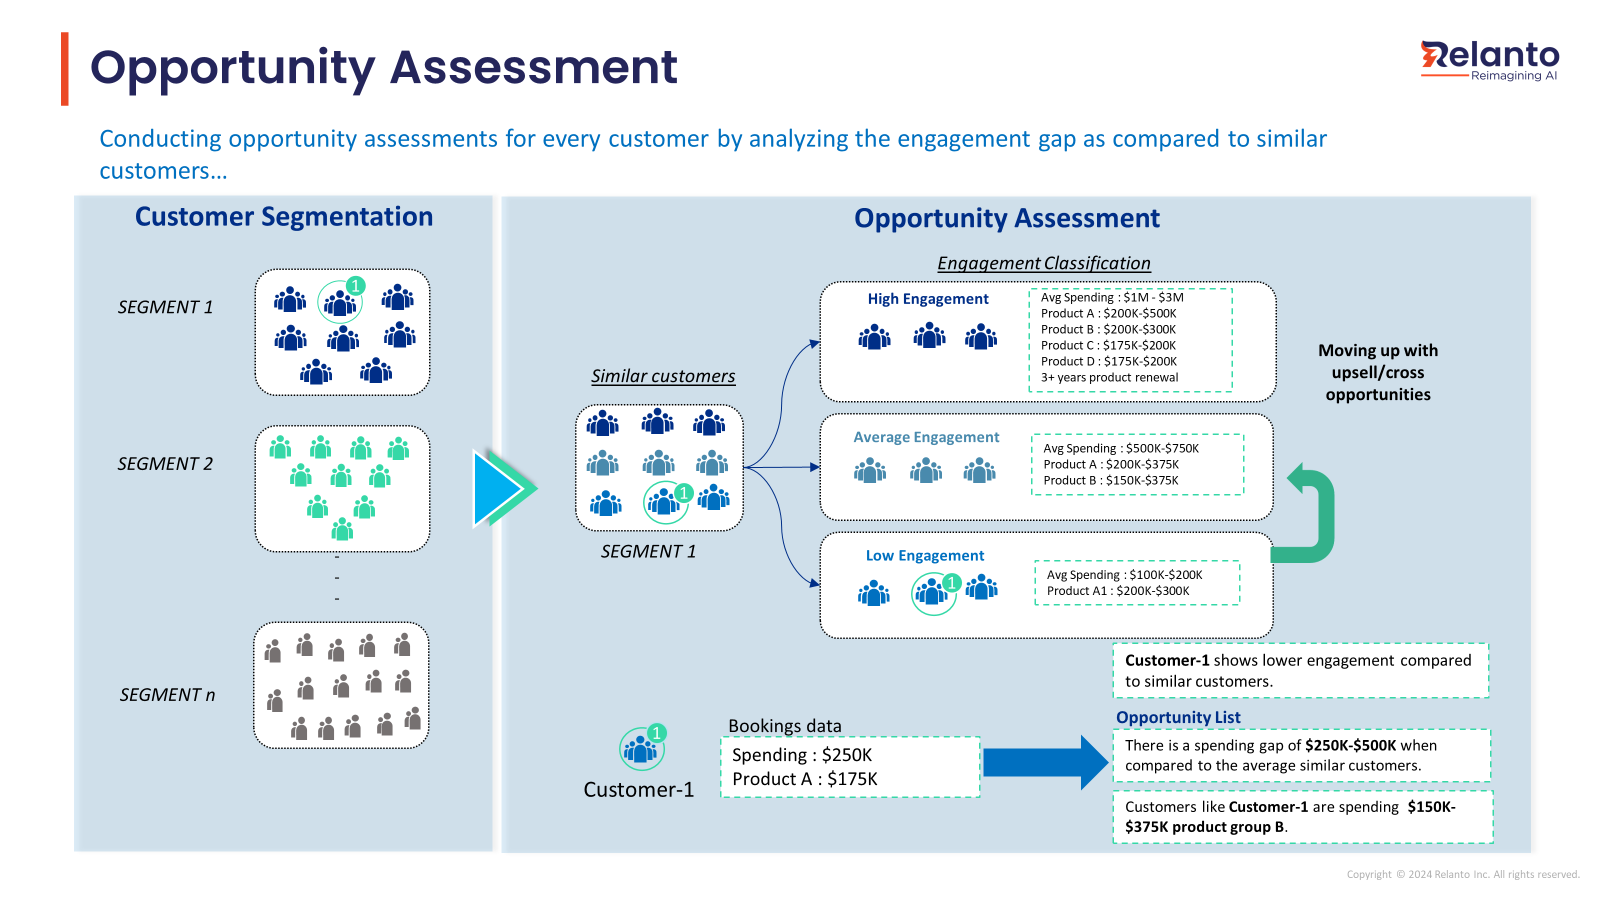 Opportunity Assessment
Relanto
Reimagining AI
Conducting opportunity assessments for every customer by analyzing the engagement gap as compared to similar
customers...
Customer Segmentation
SEGMENT 1
1
SEGMENT 2
-
-
-
SEGMENT n
Opportunity Assessment
Engagement Classification
Similar customers
1
SEGMENT 1
High Engagement
Avg Spending : $1M - $3M
Product A : $200K-$500K
Product B : $200K-$300K
Product C : $175K-$200K
Product D : $175K-$200K
3+ years product renewal
Average Engagement
Avg Spending : $500K-$750K
Product A : $200K-$375K
Product B : $150K-$375K
Low Engagement
1
Avg Spending : $100K-$200K
Product A1 : $200K-$300K
Moving up with
upsell/cross
opportunities
1
Customer-1
Bookings data
Spending : $250K
Product A : $175K
Customer-1 shows lower engagement compared
to similar customers.
Opportunity List
There is a spending gap of $250K-$500K when
compared to the average similar customers.
Customers like Customer-1 are spending $150K-
$375K product group B.
Copyright © 2024 Relanto Inc. All rights reserved.